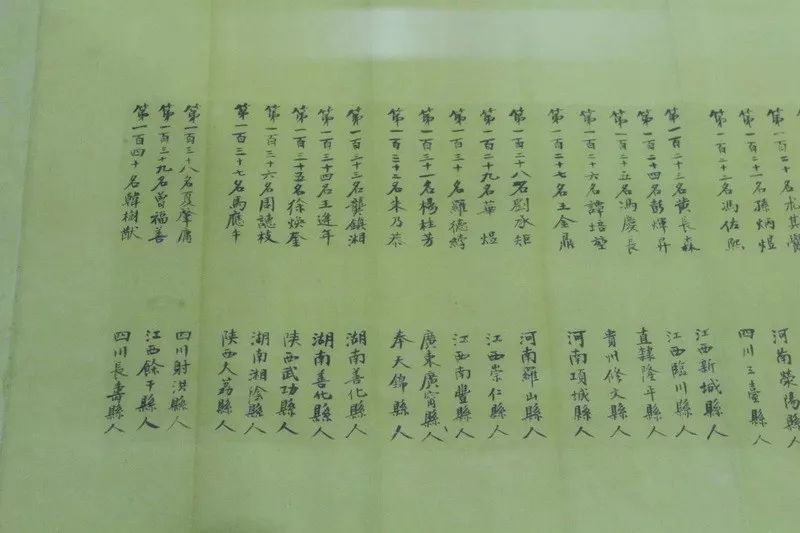 第一百二十名尤其
第一百二十一名孫炳煜 河南滎陽縣人
第一百二十二名馮佐熙 四川三臺縣人
第一百二十三名黃長森 江西新城縣人
第一百二十四名彭煇昇 江西臨川縣人
第一百二十五名馮慶長 直隸隆平縣人
第一百二十六名譚培 貴州修文縣人
第一百二十七名王金鼎 河南項城縣人
第一百二十八名劉承矩 河南羅山縣人
第一百二十九名華煜 江西崇仁縣人
第一百三十名羅德綺 江西南豐縣人
第一百三十一名楊桂芳 廣東廣甯縣人
第一百三十二名朱乃恭 奉天錦縣人
第一百三十三名龔鎮湘 湖南善化縣人
第一百三十四名王逢年 湖南善化縣人
第一百三十五名徐煥奎 陝西武功縣人
第一百三十六名周枝 湖南湘陰縣人
第一百三十七名馬應午 陝西大荔縣人
第一百三十八名夏庸 四川射洪縣人
第一百三十九名曾福善 江西餘干縣人
第一百四十名韓樹猷 四川長壽縣人